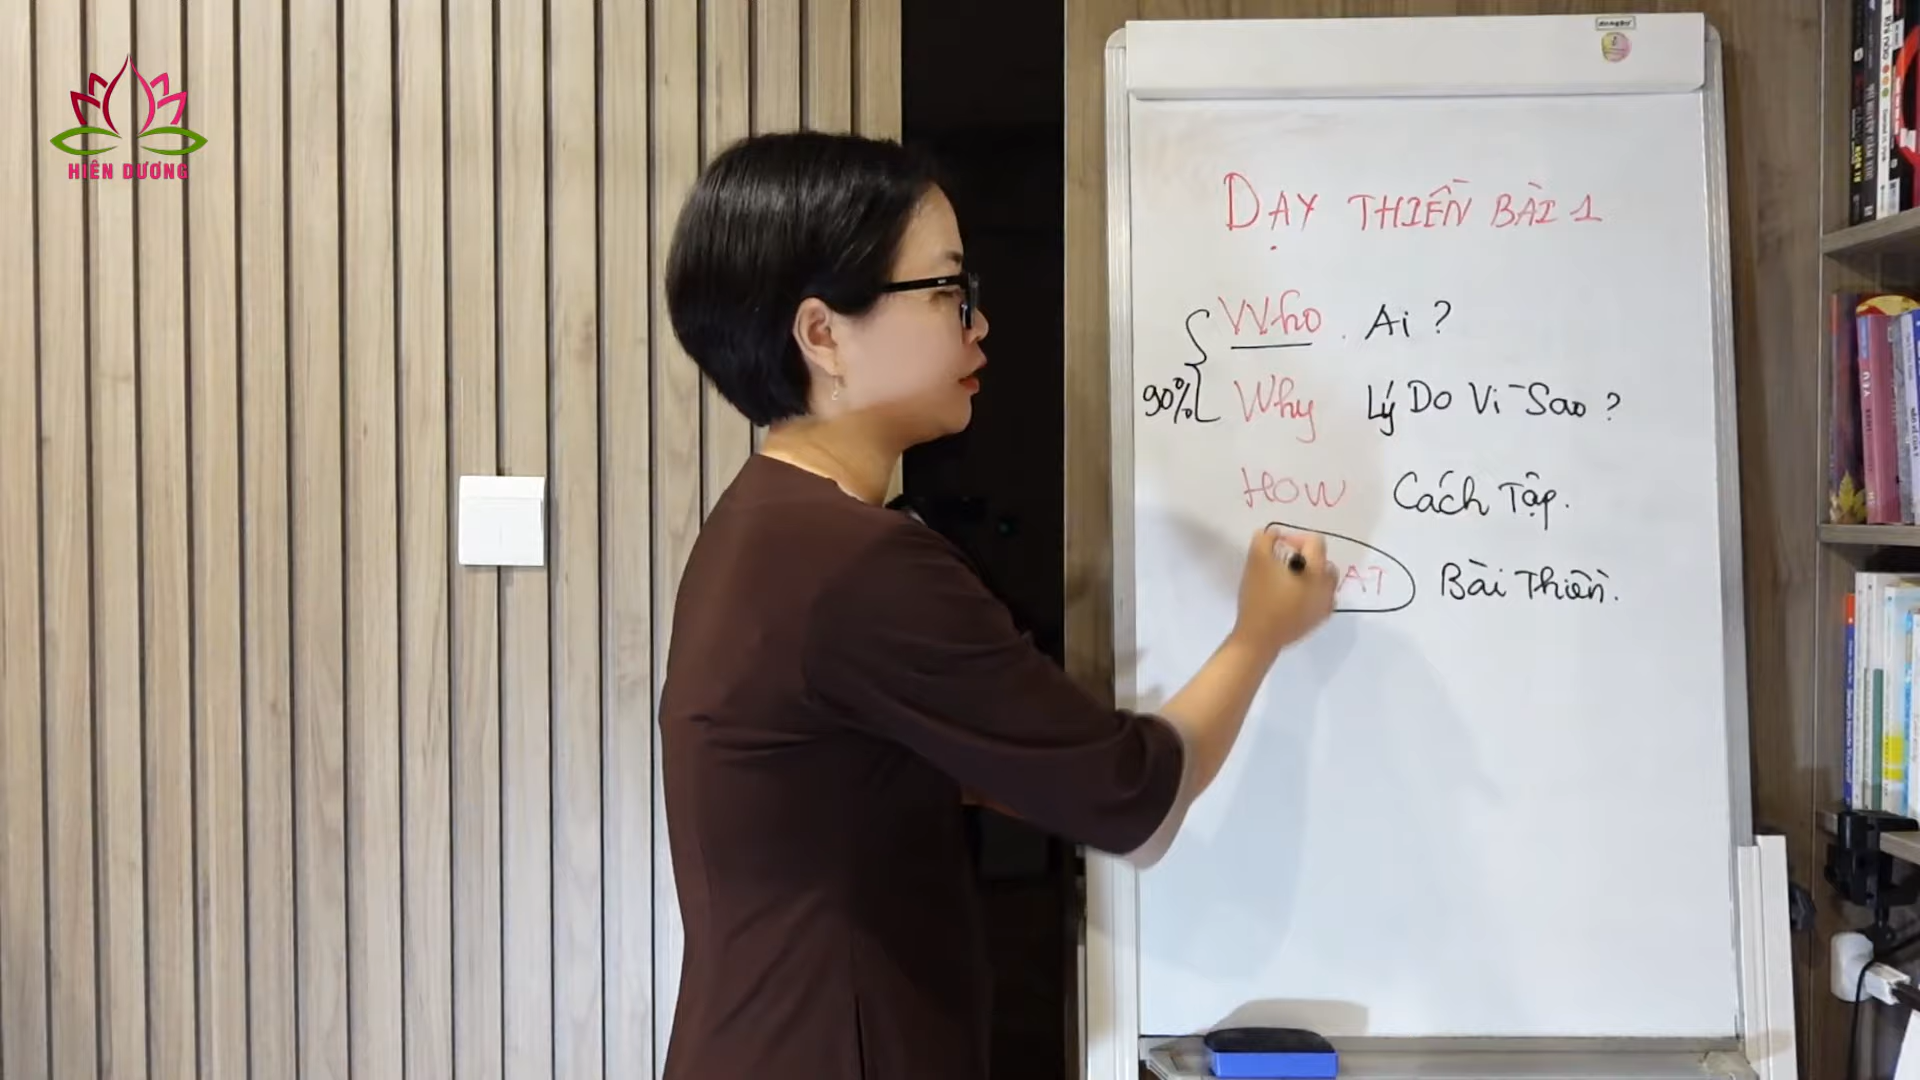 HIÊN DƯƠNG
DẠY THIỀN BÀI 1
Who. Ai ?
90% Why Lý Do Vì Sao ?
HOW Cách Tập.
AT Bài Thiền.